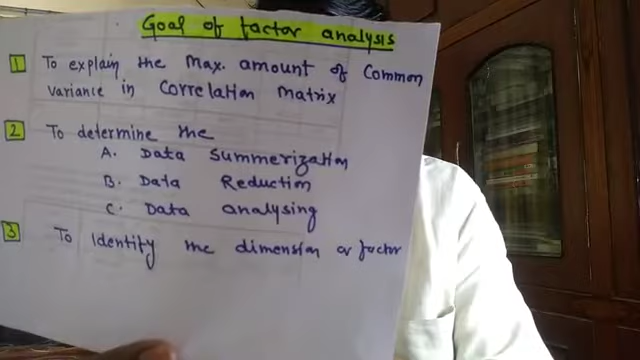 Goal of factor analysis
1 To explain the Max. amount of Common
variance in Correlation Matrix
2 To determine the
A. Data Summerization
B. Data Reduction
C. Data analysing
3 To Identity the dimension or factor